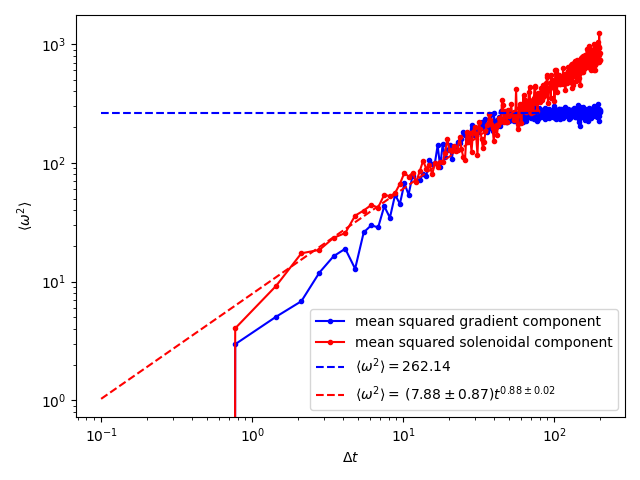 10³
10²
10¹
10⁰
⟨ω²⟩
mean squared gradient component
mean squared solenoidal component
⟨ω²⟩ = 262.14
⟨ω²⟩ = (7.88 ± 0.87)t^{0.88 ± 0.02}
10⁻¹
10⁰
10¹
10²
Δt